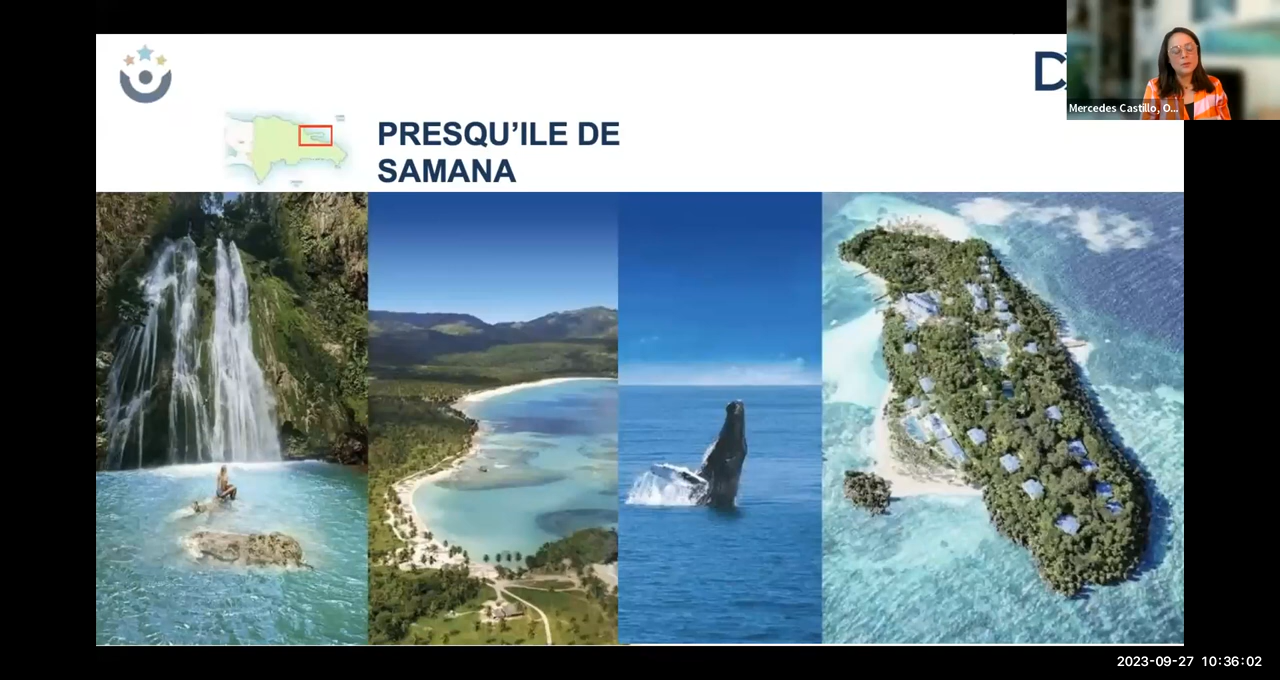 PRESQU’ILE DE
SAMANA
Mercedes Castillo, O...
2023-09-27 10:36:02